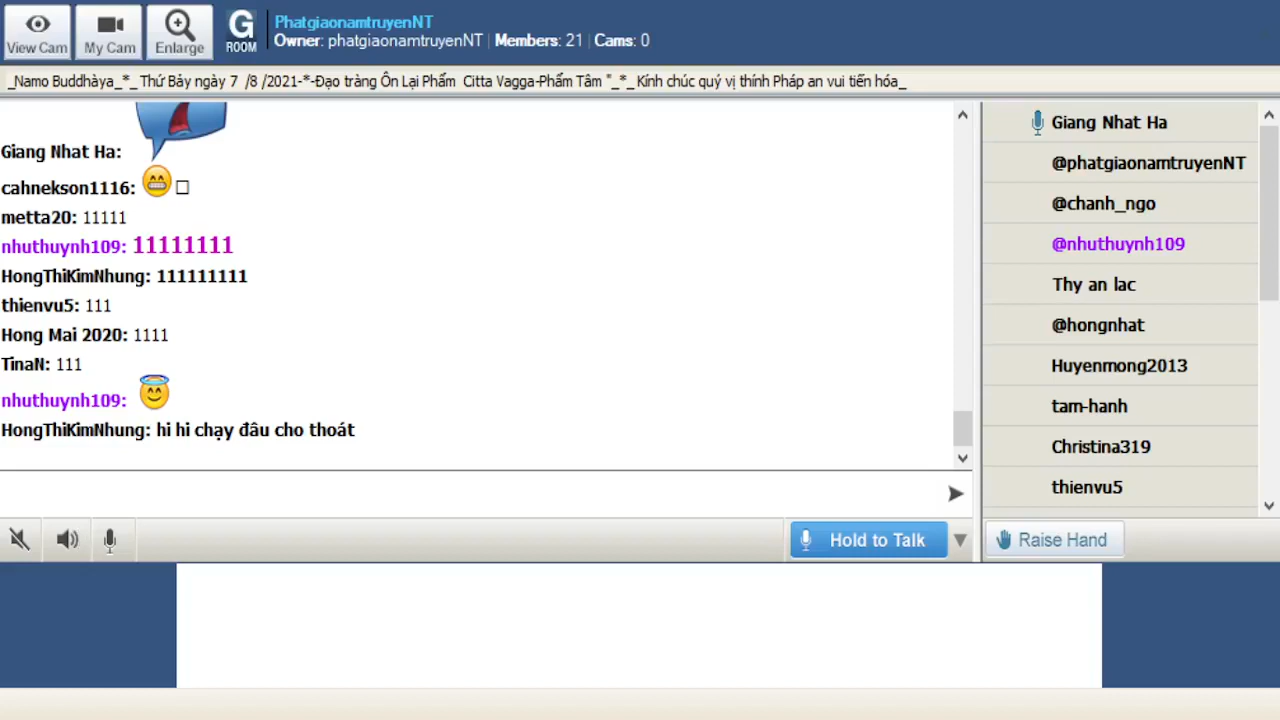 View Cam
My Cam
Enlarge
G
ROOM
PhatgiaonamtruyenNT
Owner: phatgiaonamtruyenNT | Members: 21 | Cams: 0
_Namo Buddhàya_*_ Thứ Bảy ngày 7 /8 /2021-*-Đạo tràng Ôn Lại Phẩm Citta Vagga-Phẩm Tâm "_*_ Kính chúc quý vị thính Pháp an vui tiến hóa_
Giang Nhat Ha:
cahnekson1116:
metta20: 11111
nhuthuynh109: 11111111
HongThiKimNhung: 111111111
thienvu5: 111
Hong Mai 2020: 1111
TinaN: 111
nhuthuynh109:
HongThiKimNhung: hi hi chạy đâu cho thoát
Hold to Talk
Giang Nhat Ha
@phatgiaonamtruyenNT
@chanh_ngo
@nhuthuynh109
Thy an lac
@hongnhat
Huyenmong2013
tam-hanh
Christina319
thienvu5
Raise Hand